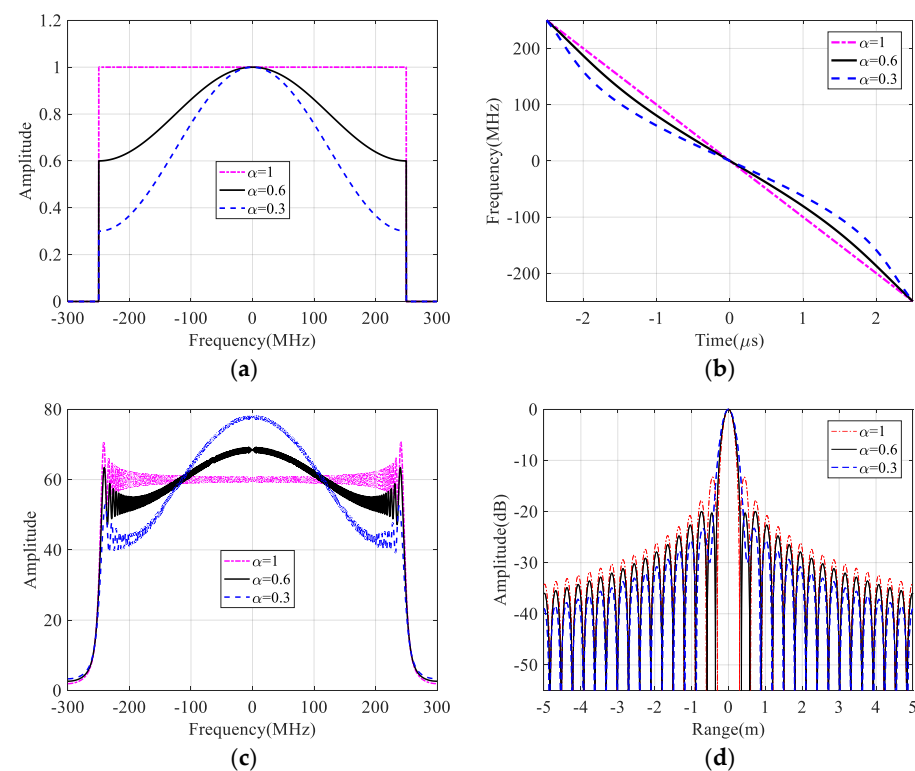 1.2
1
0.8
0.6
0.4
0.2
0
Amplitude
α=1
α=0.6
α=0.3
-300 -200 -100 0 100 200 300
Frequency(MHz)
(a)
200
100
0
-100
-200
Frequency(MHz)
α=1
α=0.6
α=0.3
-2 -1 0 1 2
Time(μs)
(b)
80
60
40
20
0
Amplitude
α=1
α=0.6
α=0.3
-300 -200 -100 0 100 200 300
Frequency(MHz)
(c)
0
-10
-20
-30
-40
-50
Amplitude(dB)
α=1
α=0.6
α=0.3
-5 -4 -3 -2 -1 0 1 2 3 4 5
Range(m)
(d)